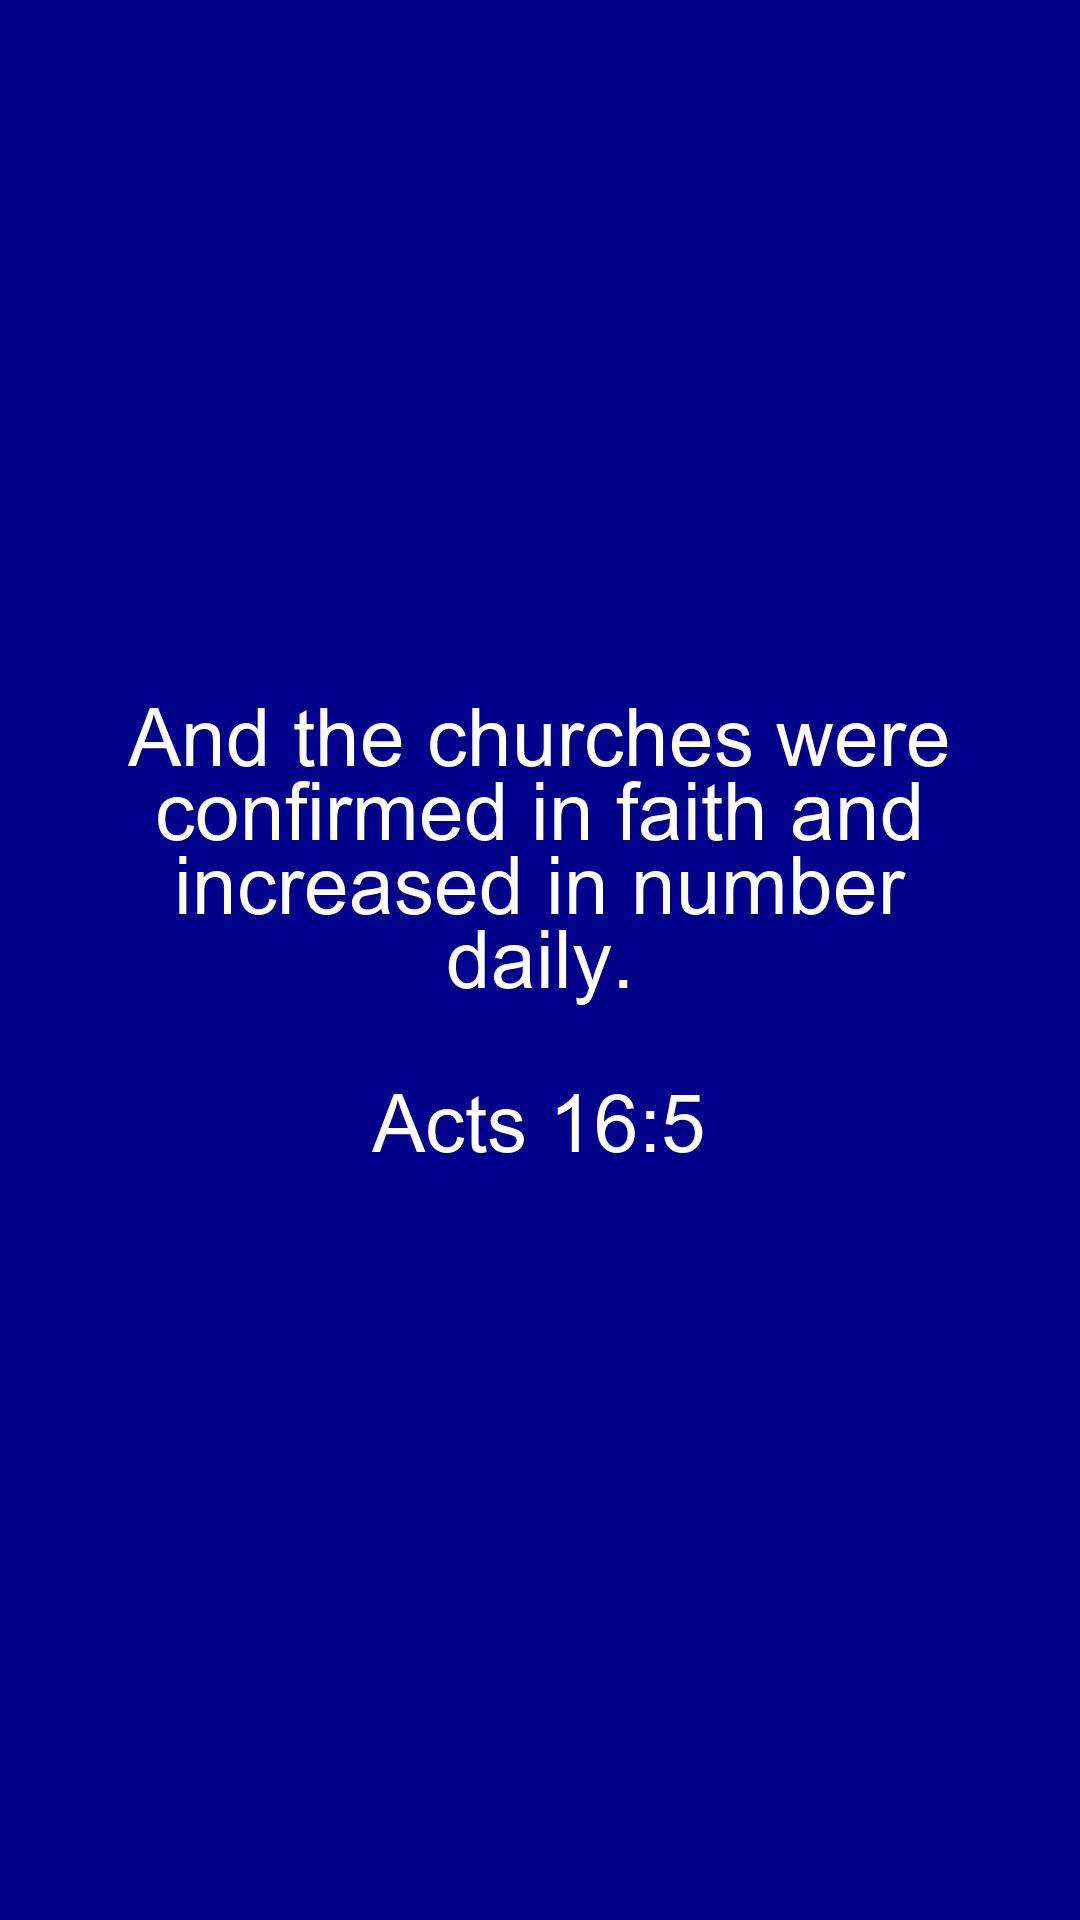 And the churches were
confirmed in faith and
increased in number
daily.
Acts 16:5